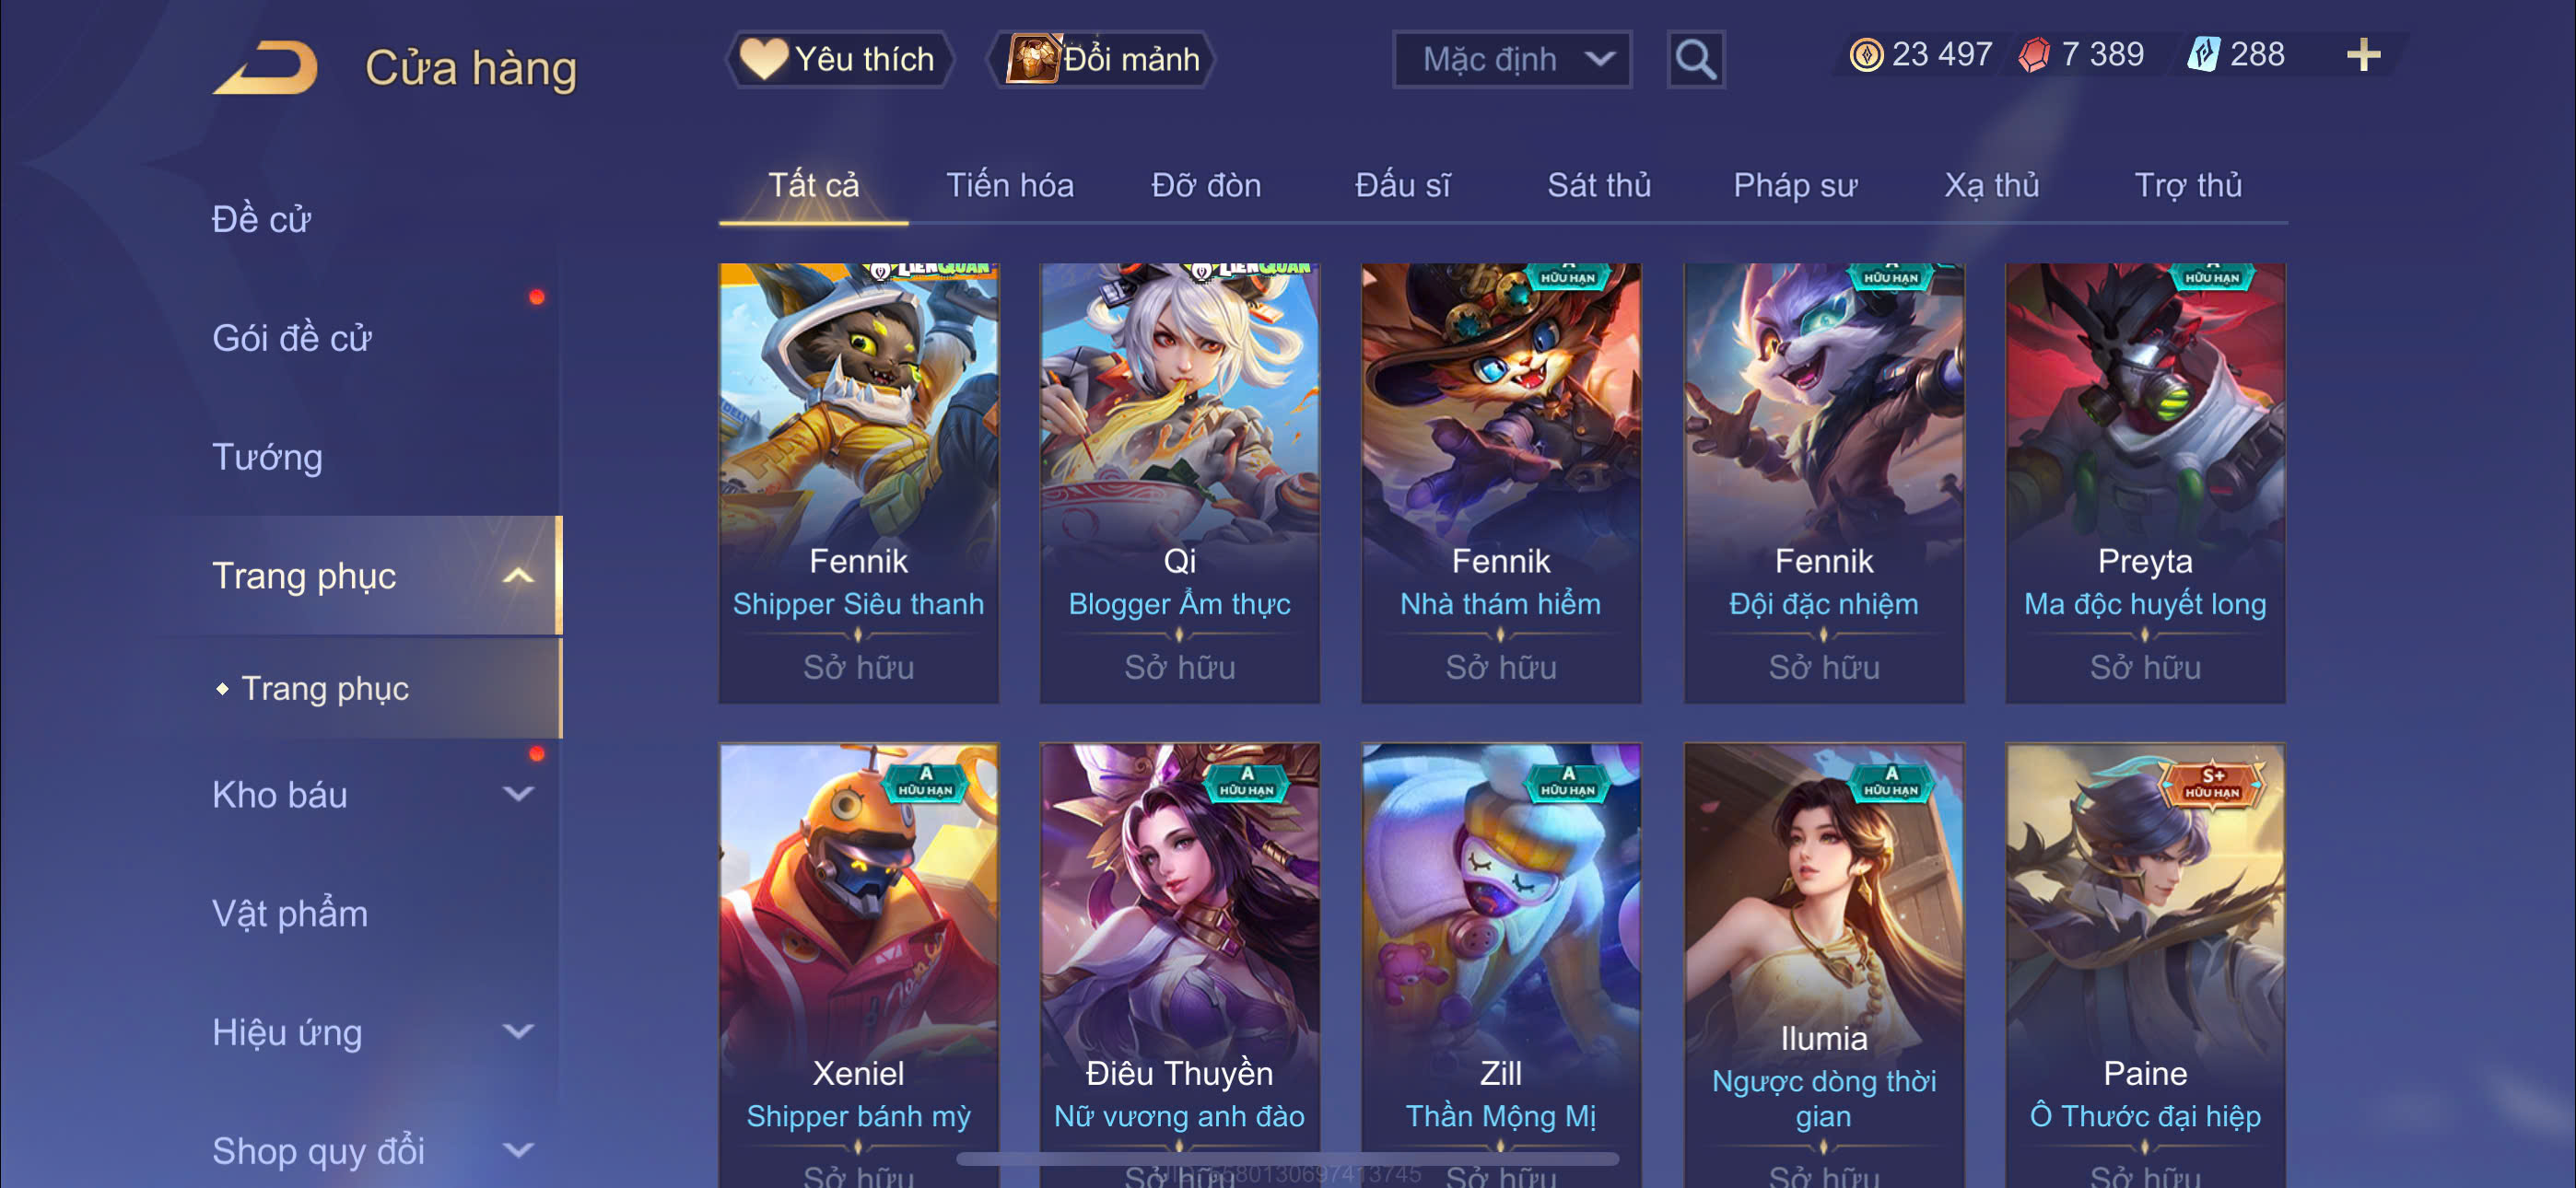 Cửa hàng
Yêu thích
Đổi mảnh
Mặc định
23 497
7 389
288
Tất cả
Tiến hóa
Đỡ đòn
Đấu sĩ
Sát thủ
Pháp sư
Xạ thủ
Trợ thủ
Đề cử
Gói đề cử
Tướng
Trang phục
Trang phục
Kho báu
Vật phẩm
Hiệu ứng
Shop quy đổi
LIÊN QUÂN
Fennik
Shipper Siêu thanh
Sở hữu
LIÊN QUÂN
Qi
Blogger Ẩm thực
Sở hữu
A
HỮU HẠN
Fennik
Nhà thám hiểm
Sở hữu
A
HỮU HẠN
Fennik
Đội đặc nhiệm
Sở hữu
A
HỮU HẠN
Preyta
Ma độc huyết long
Sở hữu
A
HỮU HẠN
Xeniel
Shipper bánh mỳ
Sở hữu
A
HỮU HẠN
Điêu Thuyền
Nữ vương anh đào
Sở hữu
A
HỮU HẠN
Zill
Thần Mộng Mị
Sở hữu
A
HỮU HẠN
Ilumia
Ngược dòng thời
gian
Sở hữu
S+
HỮU HẠN
Paine
Ô Thước đại hiệp
Sở hữu